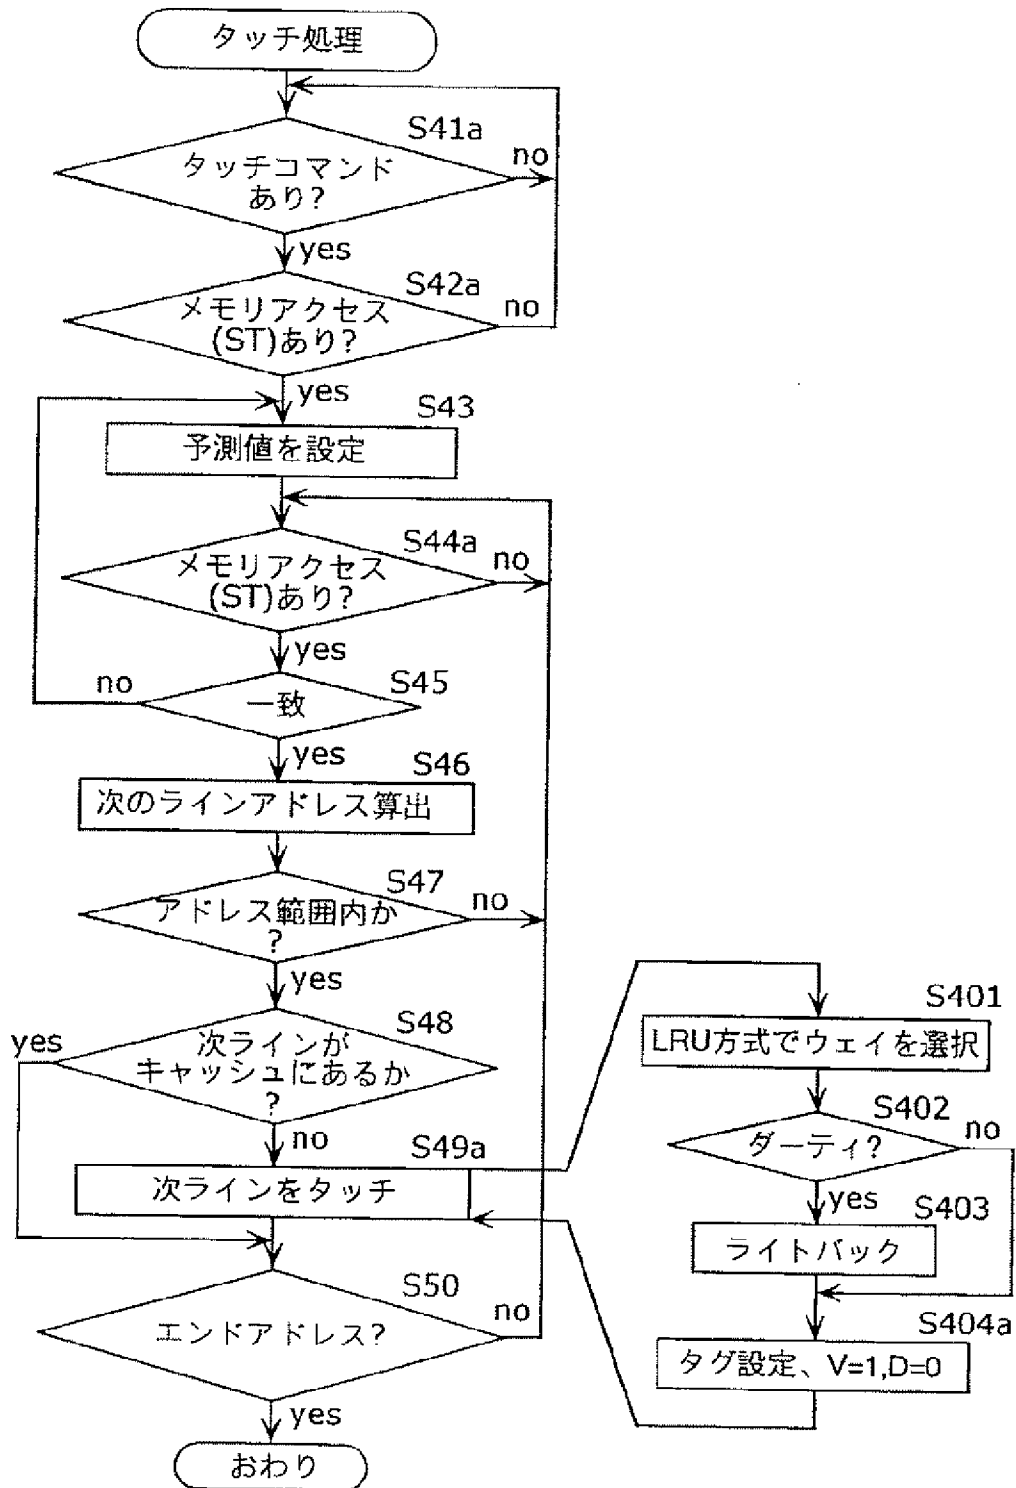 タッチ処理
S41a
タッチコマンド
あり?
no
yes
S42a
メモリアクセス
(ST)あり?
no
yes
S43
予測値を設定
S44a
メモリアクセス
(ST)あり?
no
yes
S45
一致
no
yes
S46
次のラインアドレス算出
S47
アドレス範囲内か
?
no
yes
S48
次ラインが
キャッシュにあるか
?
yes
no
S49a
次ラインをタッチ
S50
エンドアドレス?
no
yes
おわり
S401
LRU方式でウェイを選択
S402
ダーティ?
no
yes
S403
ライトバック
S404a
タグ設定、V=1,D=0